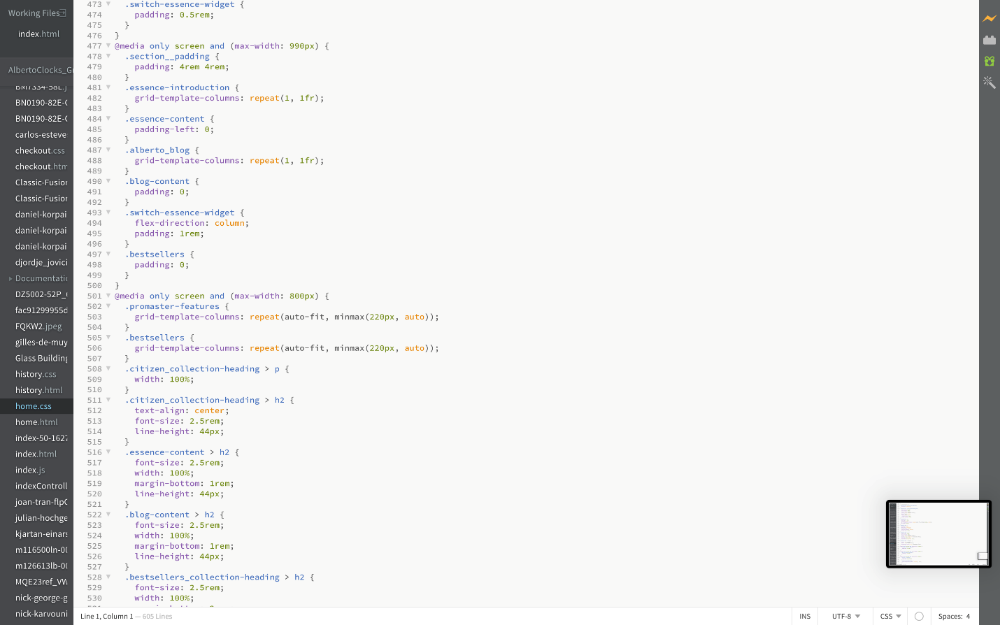 Working Files
index.html
AlbertoClocks_Gr
BM7334-58L.j
BN0190-82E-(
BN0190-82E-(
carlos-esteve
checkout.css
checkout.htm
Classic-Fusion
Classic-Fusion
daniel-korpai
daniel-korpai
daniel-korpai
djordje_jovici
Documentatic
DZ5002-52P_(
fac91299955d
FQKW2.jpeg
gilles-de-muy
Glass Building
history.css
history.html
home.css
home.html
index-50-1627
index.html
index.js
indexControll
joan-tran-flpC
julian-hochge
kjartan-einars
m116500ln-00
m126613lb-00
MQE23ref_VW
nick-george-g
nick-karvouni
473 .switch-essence-widget {
474 padding: 0.5rem;
475 }
476 }
477 @media only screen and (max-width: 990px) {
478 .section__padding {
479 padding: 4rem 4rem;
480 }
481 .essence-introduction {
482 grid-template-columns: repeat(1, 1fr);
483 }
484 .essence-content {
485 padding-left: 0;
486 }
487 .alberto_blog {
488 grid-template-columns: repeat(1, 1fr);
489 }
490 .blog-content {
491 padding: 0;
492 }
493 .switch-essence-widget {
494 flex-direction: column;
495 padding: 1rem;
496 }
497 .bestsellers {
498 padding: 0;
499 }
500 }
501 @media only screen and (max-width: 800px) {
502 .promaster-features {
503 grid-template-columns: repeat(auto-fit, minmax(220px, auto));
504 }
505 .bestsellers {
506 grid-template-columns: repeat(auto-fit, minmax(220px, auto));
507 }
508 .citizen_collection-heading > p {
509 width: 100%;
510 }
511 .citizen_collection-heading > h2 {
512 text-align: center;
513 font-size: 2.5rem;
514 line-height: 44px;
515 }
516 .essence-content > h2 {
517 font-size: 2.5rem;
518 width: 100%;
519 margin-bottom: 1rem;
520 line-height: 44px;
521 }
522 .blog-content > h2 {
523 font-size: 2.5rem;
524 width: 100%;
525 margin-bottom: 1rem;
526 line-height: 44px;
527 }
528 .bestsellers_collection-heading > h2 {
529 font-size: 2.5rem;
530 width: 100%;
Line 1, Column 1 — 605 Lines
INS
UTF-8
CSS
Spaces: 4